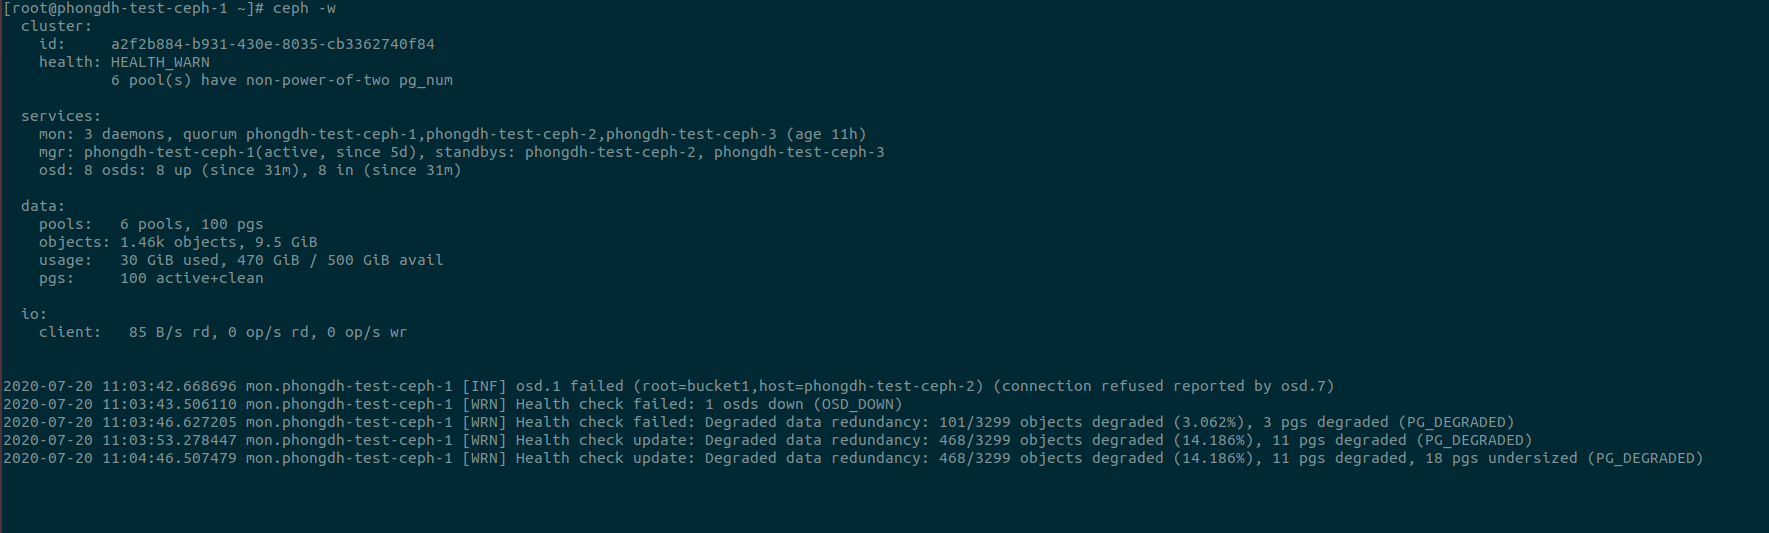 [root@phongdh-test-ceph-1 ~]# ceph -w
  cluster:
    id:     a2f2b884-b931-430e-8035-cb3362740f84
    health: HEALTH_WARN
            6 pool(s) have non-power-of-two pg_num

  services:
    mon: 3 daemons, quorum phongdh-test-ceph-1,phongdh-test-ceph-2,phongdh-test-ceph-3 (age 11h)
    mgr: phongdh-test-ceph-1(active, since 5d), standbys: phongdh-test-ceph-2, phongdh-test-ceph-3
    osd: 8 osds: 8 up (since 31m), 8 in (since 31m)

  data:
    pools:   6 pools, 100 pgs
    objects: 1.46k objects, 9.5 GiB
    usage:   30 GiB used, 470 GiB / 500 GiB avail
    pgs:     100 active+clean

  io:
    client:   85 B/s rd, 0 op/s rd, 0 op/s wr

2020-07-20 11:03:42.668696 mon.phongdh-test-ceph-1 [INF] osd.1 failed (root=bucket1,host=phongdh-test-ceph-2) (connection refused reported by osd.7)
2020-07-20 11:03:43.506110 mon.phongdh-test-ceph-1 [WRN] Health check failed: 1 osds down (OSD_DOWN)
2020-07-20 11:03:46.627205 mon.phongdh-test-ceph-1 [WRN] Health check failed: Degraded data redundancy: 101/3299 objects degraded (3.062%), 3 pgs degraded (PG_DEGRADED)
2020-07-20 11:03:53.278447 mon.phongdh-test-ceph-1 [WRN] Health check update: Degraded data redundancy: 468/3299 objects degraded (14.186%), 11 pgs degraded (PG_DEGRADED)
2020-07-20 11:04:46.507479 mon.phongdh-test-ceph-1 [WRN] Health check update: Degraded data redundancy: 468/3299 objects degraded (14.186%), 11 pgs degraded, 18 pgs undersized (PG_DEGRADED)